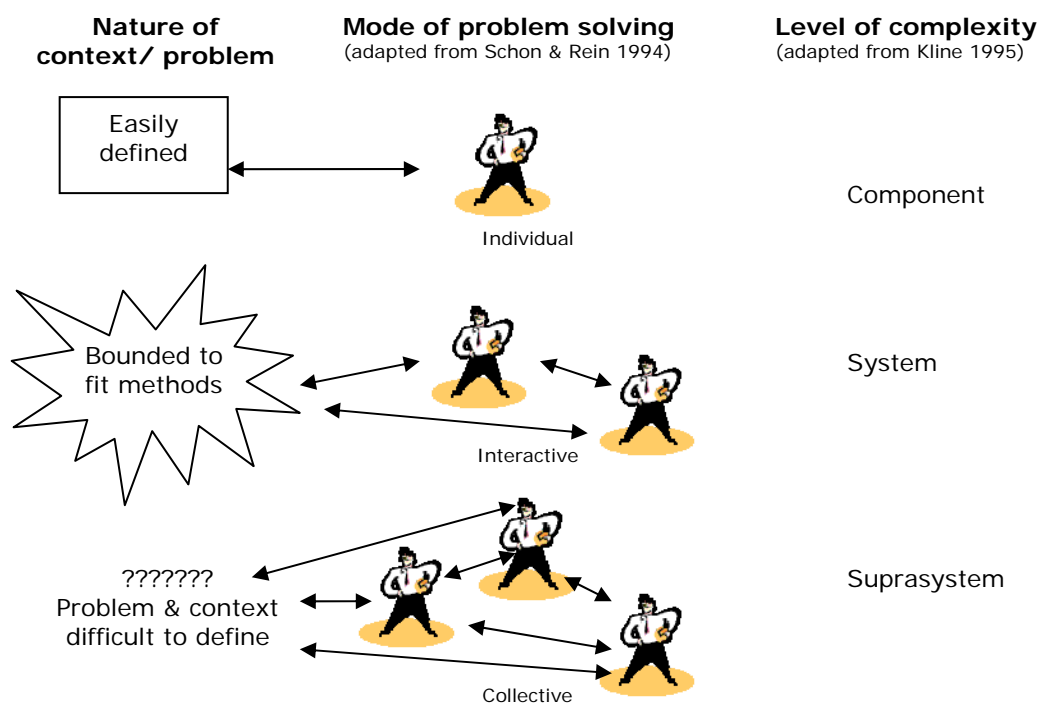 Nature of
context/ problem
Mode of problem solving
(adapted from Schon & Rein 1994)
Level of complexity
(adapted from Kline 1995)
Easily
defined
Individual
Component
Bounded to
fit methods
Interactive
System
???????
Problem & context
difficult to define
Collective
Suprasystem